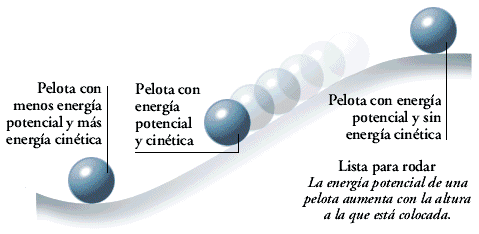 Pelota con
menos energía
potencial y más
energía cinética
Pelota con
energía
potencial
y cinética
Pelota con energía
potencial y sin
energía cinética
Lista para rodar
La energía potencial de una
pelota aumenta con la altura
a la que está colocada.